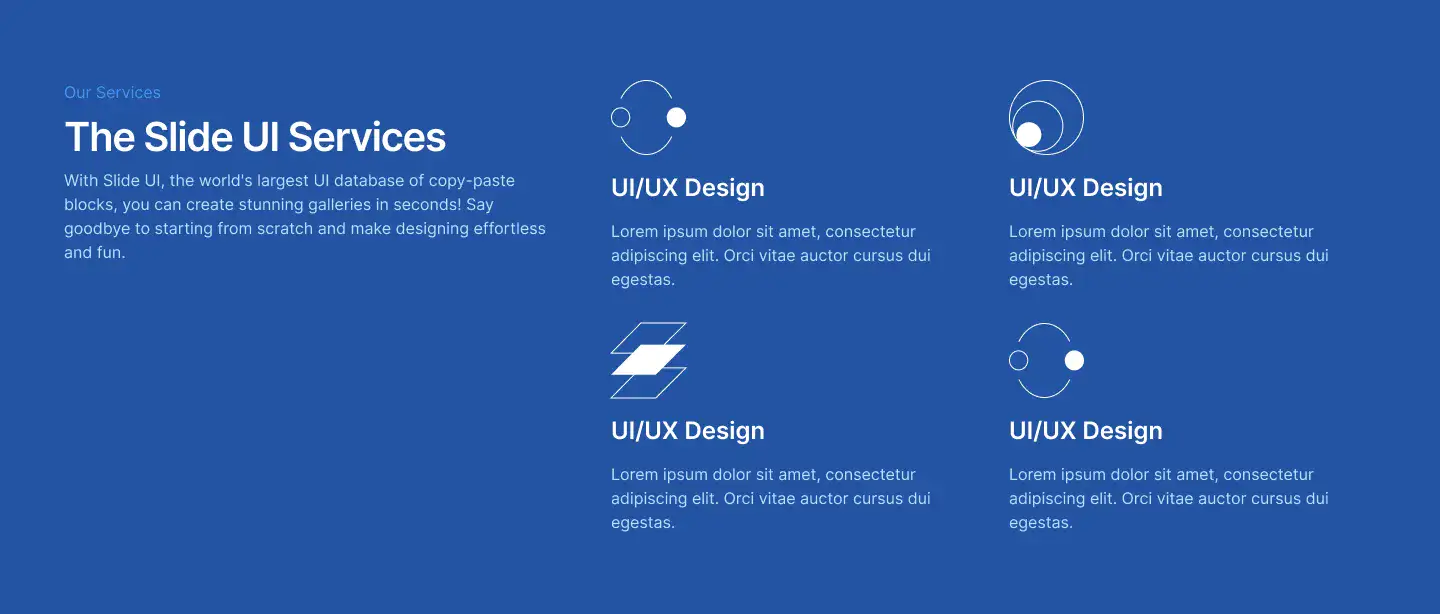 Our Services
The Slide UI Services
With Slide UI, the world's largest UI database of copy-paste
blocks, you can create stunning galleries in seconds! Say
goodbye to starting from scratch and make designing effortless
and fun.
UI/UX Design
Lorem ipsum dolor sit amet, consectetur
adipiscing elit. Orci vitae auctor cursus dui
egestas.
UI/UX Design
Lorem ipsum dolor sit amet, consectetur
adipiscing elit. Orci vitae auctor cursus dui
egestas.
UI/UX Design
Lorem ipsum dolor sit amet, consectetur
adipiscing elit. Orci vitae auctor cursus dui
egestas.
UI/UX Design
Lorem ipsum dolor sit amet, consectetur
adipiscing elit. Orci vitae auctor cursus dui
egestas.